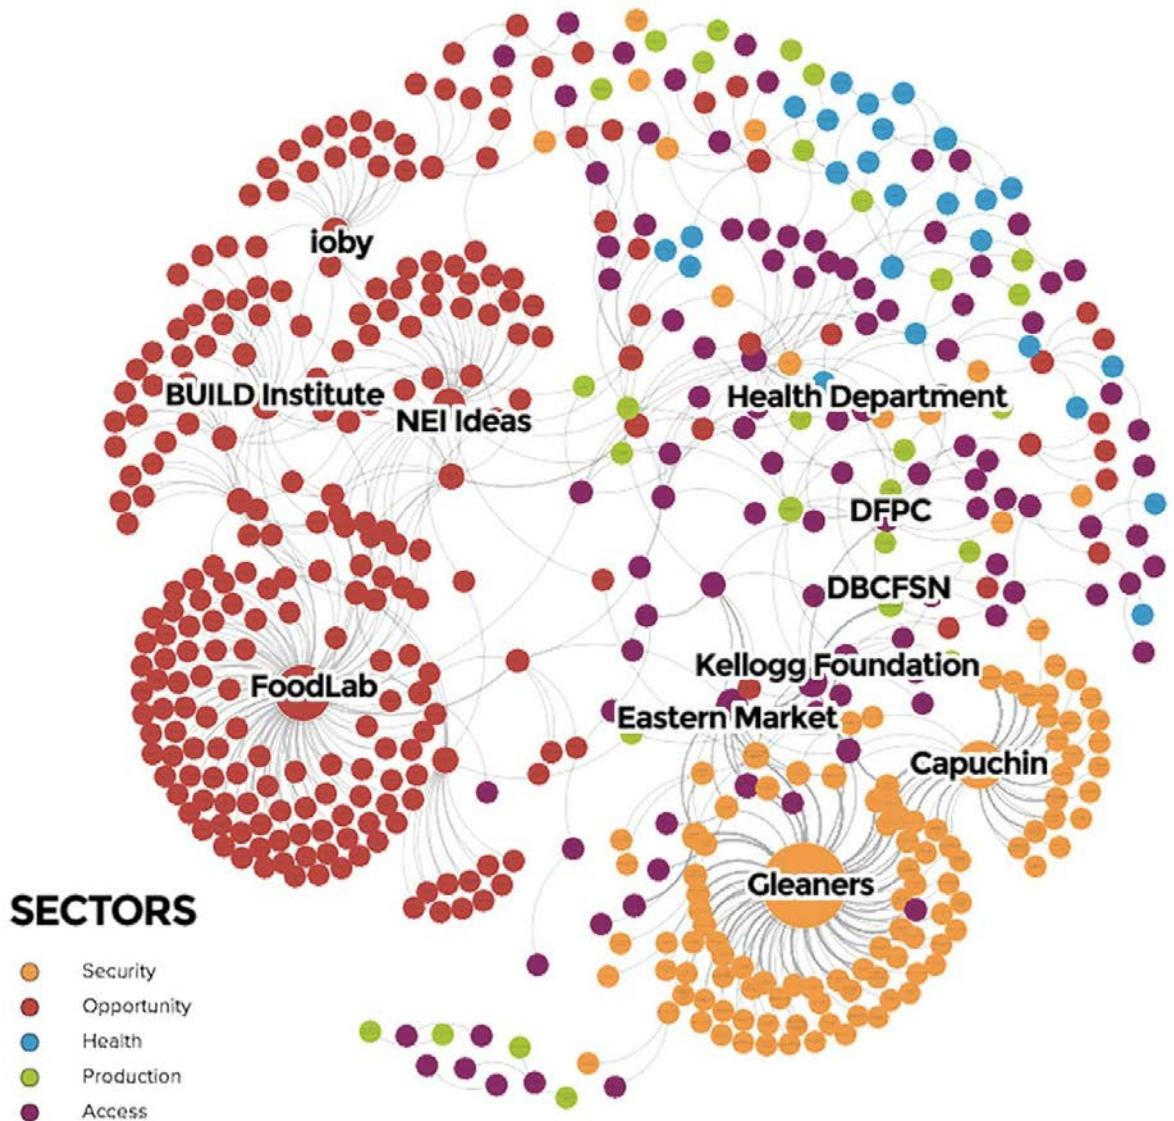 ioby
BUILD Institute
NEI Ideas
Health Department
DFPC
DBCFSN
Kellogg Foundation
FoodLab
Eastern Market
Capuchin
Gleaners
SECTORS
Security
Opportunity
Health
Production
Access